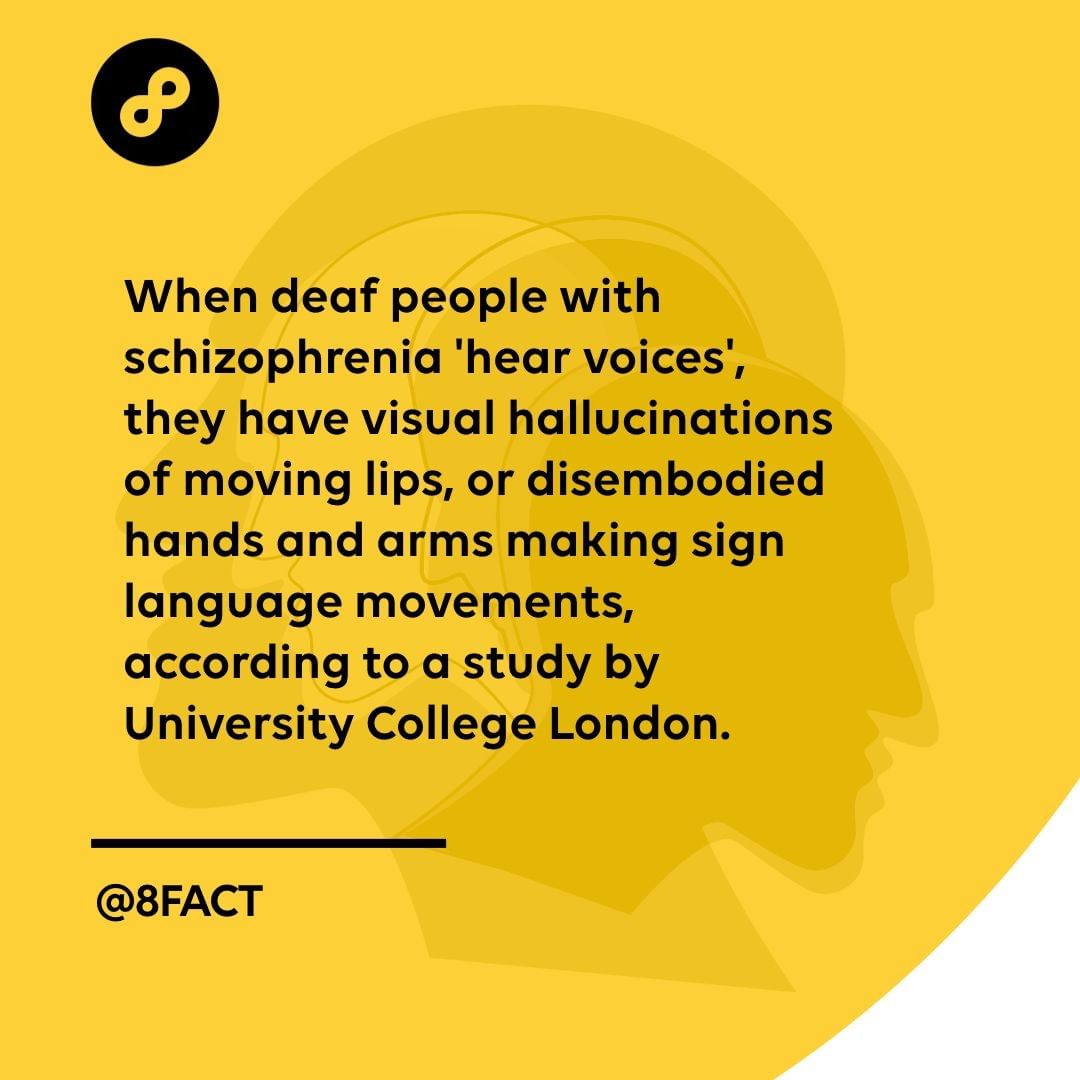 When deaf people with
schizophrenia 'hear voices',
they have visual hallucinations
of moving lips, or disembodied
hands and arms making sign
language movements,
according to a study by
University College London.
@8FACT